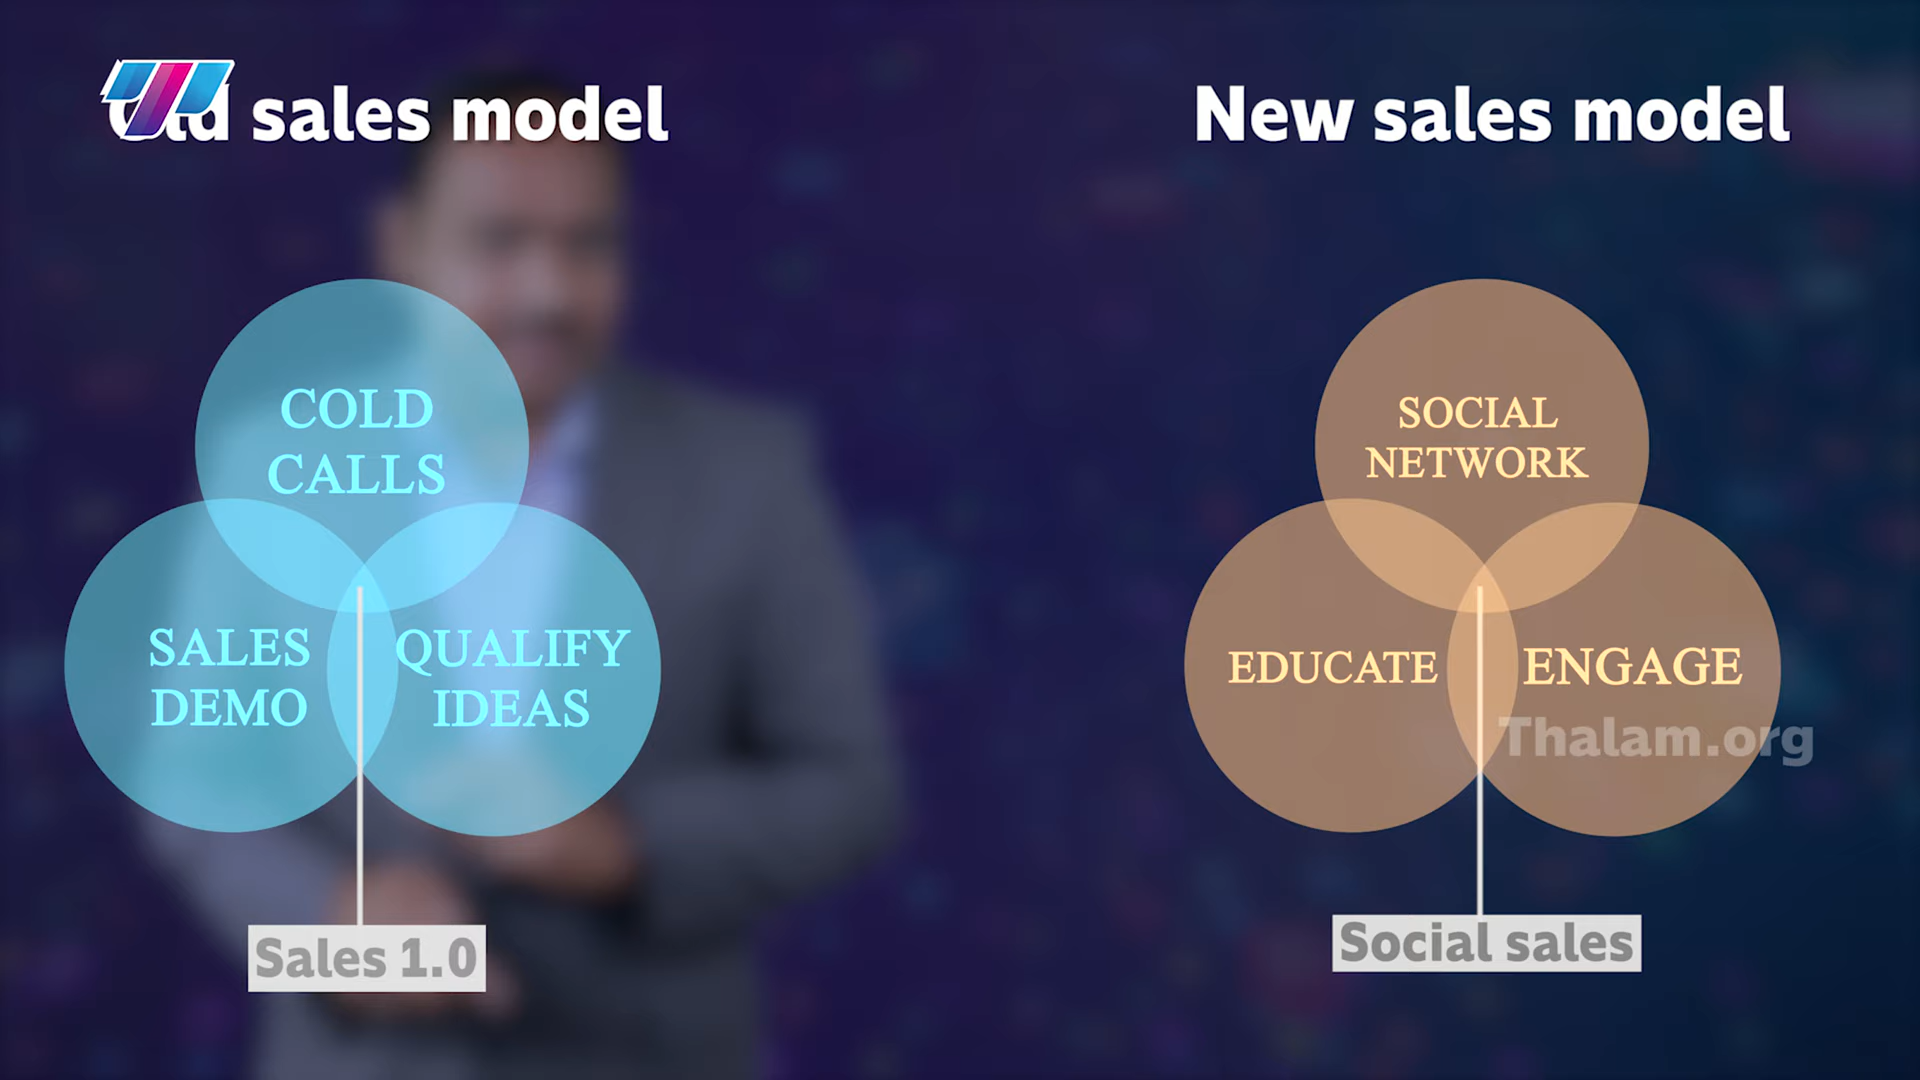 Old sales model
New sales model
COLD
CALLS
SALES
DEMO
QUALIFY
IDEAS
Sales 1.0
SOCIAL
NETWORK
EDUCATE
ENGAGE
Thalam.org
Social sales